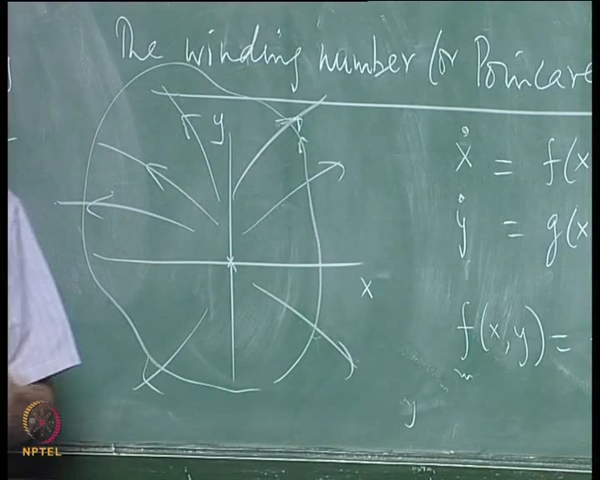 The winding number (or Poincare
y
ẋ = f(x
ẏ = g(x
x
f(x,y) =
y
NPTEL